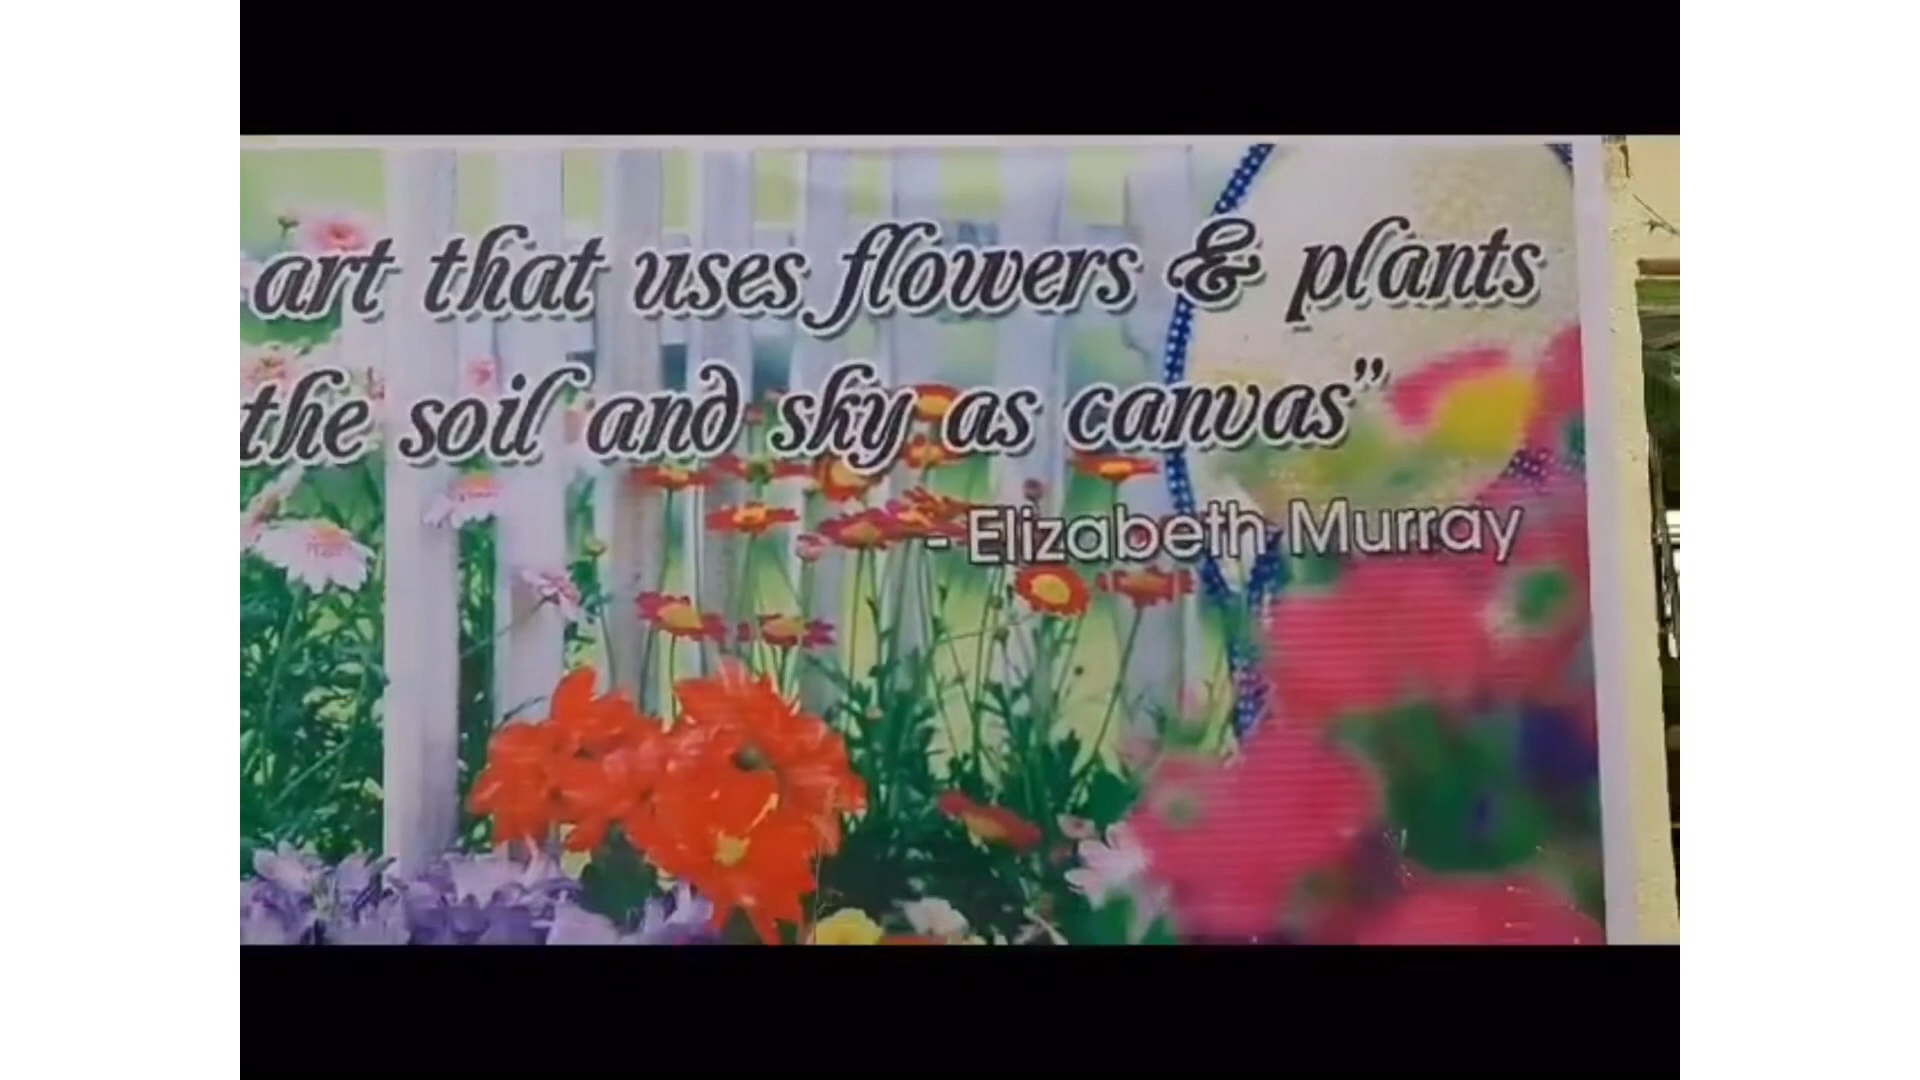 art that uses flowers & plants
the soil and sky as canvas”
- Elizabeth Murray